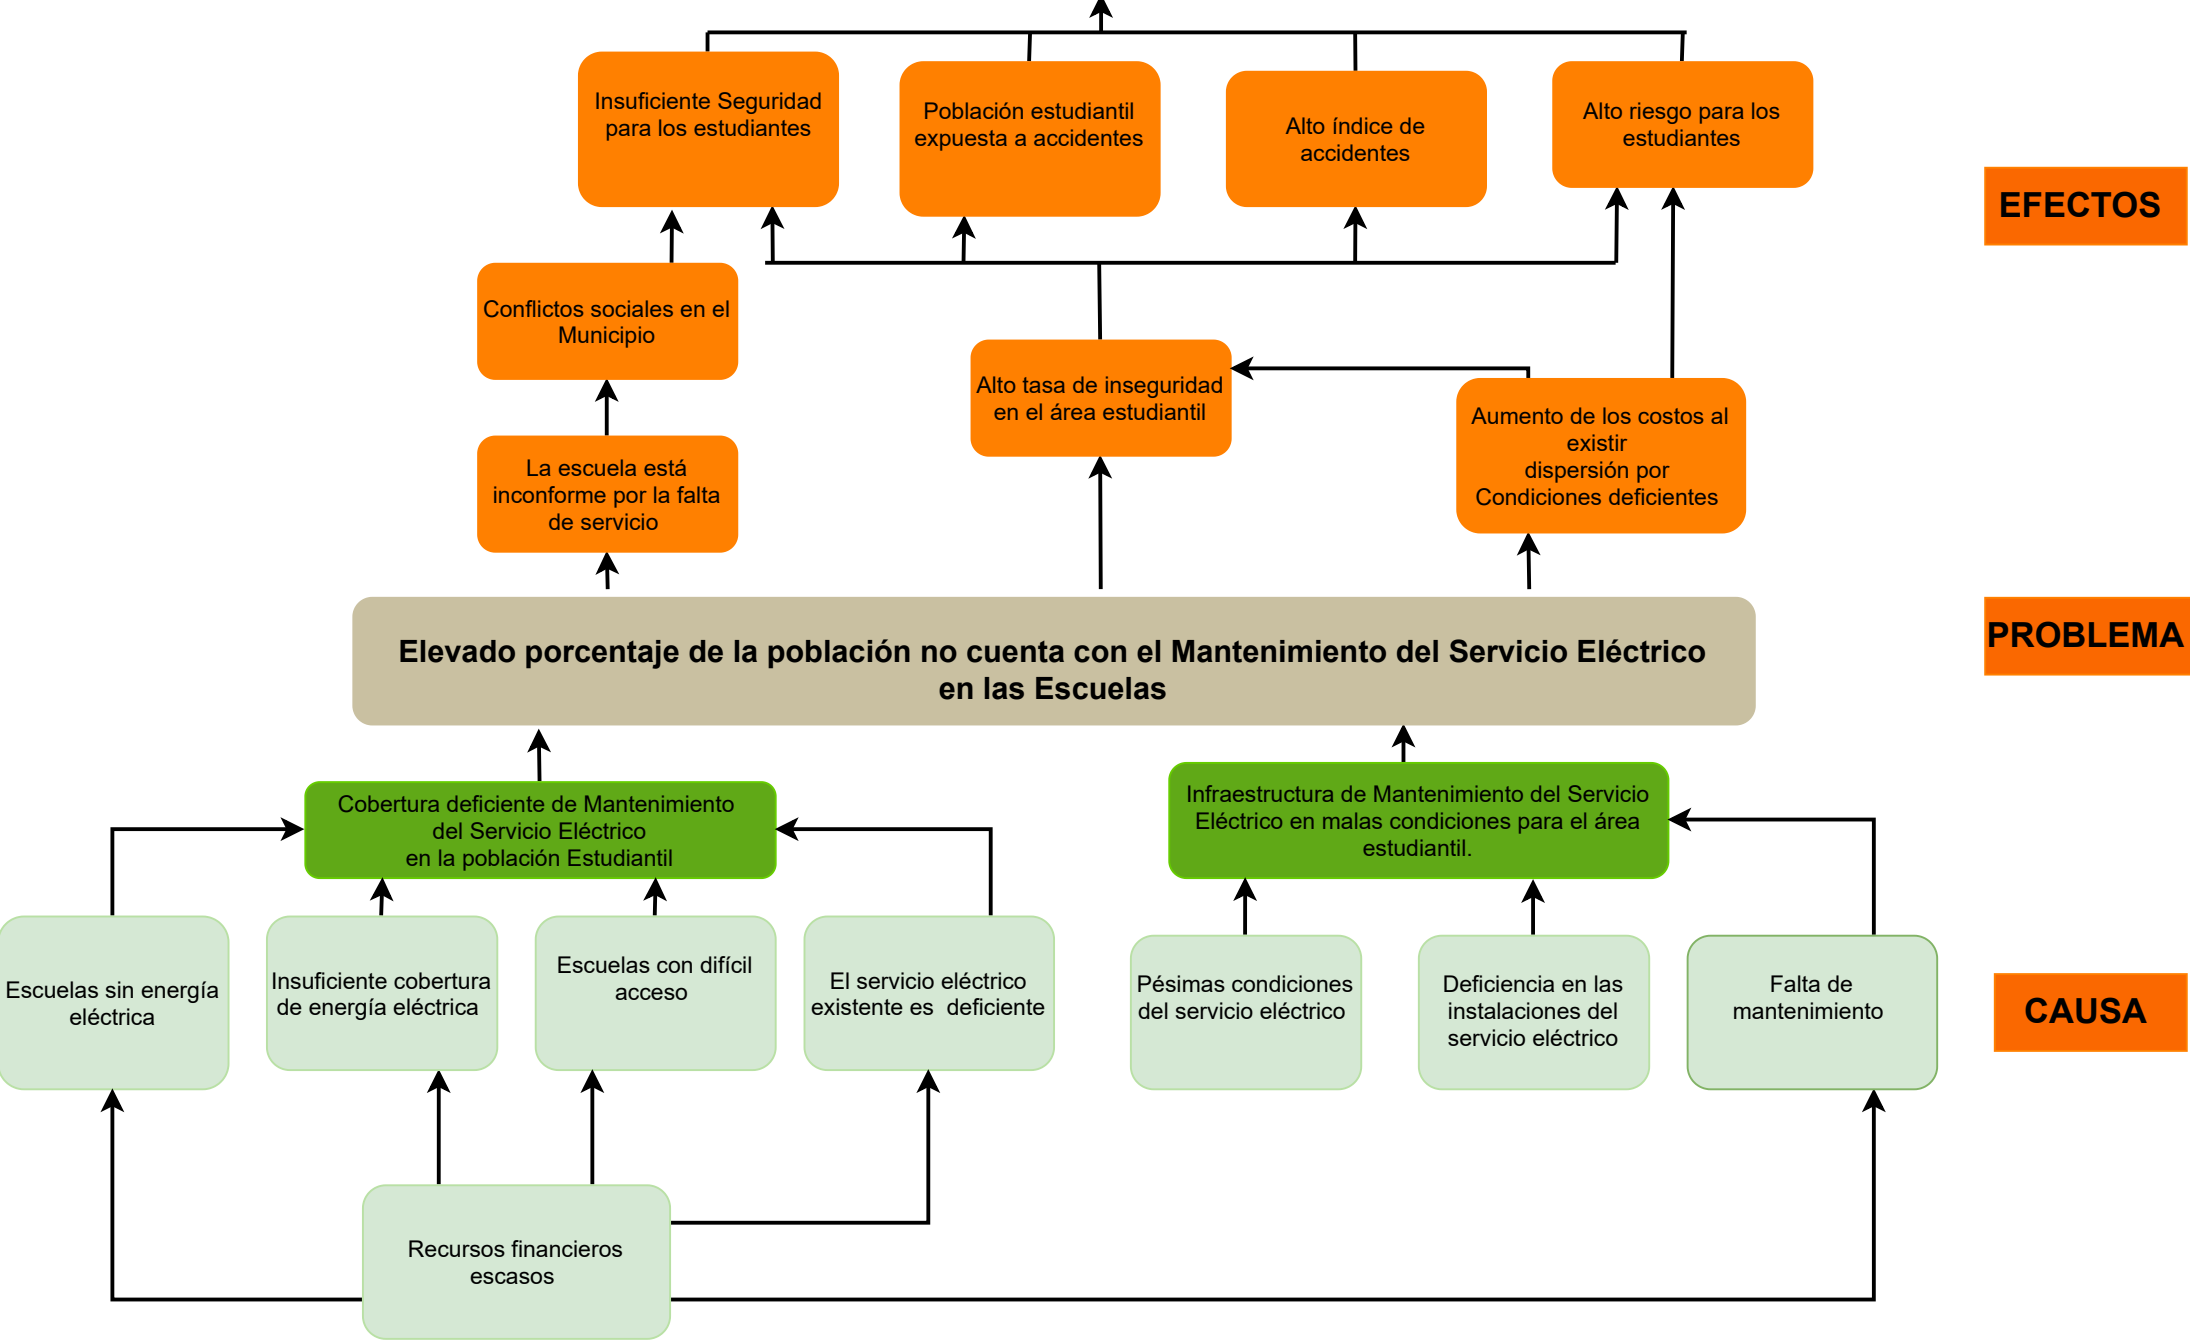 Insuficiente Seguridad
para los estudiantes
Población estudiantil
expuesta a accidentes
Alto índice de
accidentes
Alto riesgo para los
estudiantes
EFECTOS
Conflictos sociales en el
Municipio
Alto tasa de inseguridad
en el área estudiantil
Aumento de los costos al
existir
dispersión por
Condiciones deficientes
La escuela está
inconforme por la falta
de servicio
Elevado porcentaje de la población no cuenta con el Mantenimiento del Servicio Eléctrico
en las Escuelas
PROBLEMA
Cobertura deficiente de Mantenimiento
del Servicio Eléctrico
en la población Estudiantil
Infraestructura de Mantenimiento del Servicio
Eléctrico en malas condiciones para el área
estudiantil.
Escuelas sin energía
eléctrica
Insuficiente cobertura
de energía eléctrica
Escuelas con difícil
acceso
El servicio eléctrico
existente es  deficiente
Pésimas condiciones
del servicio eléctrico
Deficiencia en las
instalaciones del
servicio eléctrico
Falta de
mantenimiento
CAUSA
Recursos financieros
escasos